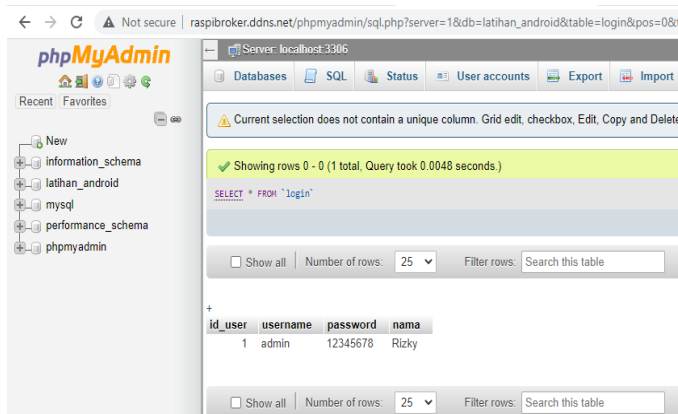 Not secure | raspibroker.ddns.net/phpmyadmin/sql.php?server=1&db=latihan_android&table=login&pos=0&
phpMyAdmin
Recent Favorites
New
information_schema
latihan_android
mysql
performance_schema
phpmyadmin
Server: localhost:3306
Databases SQL Status User accounts Export Import
Current selection does not contain a unique column. Grid edit, checkbox, Edit, Copy and Delete
Showing rows 0 - 0 (1 total, Query took 0.0048 seconds.)
SELECT * FROM `login`
Show all | Number of rows: 25 Filter rows: Search this table
+
id_user username password nama
1 admin 12345678 Rizky
Show all | Number of rows: 25 Filter rows: Search this table